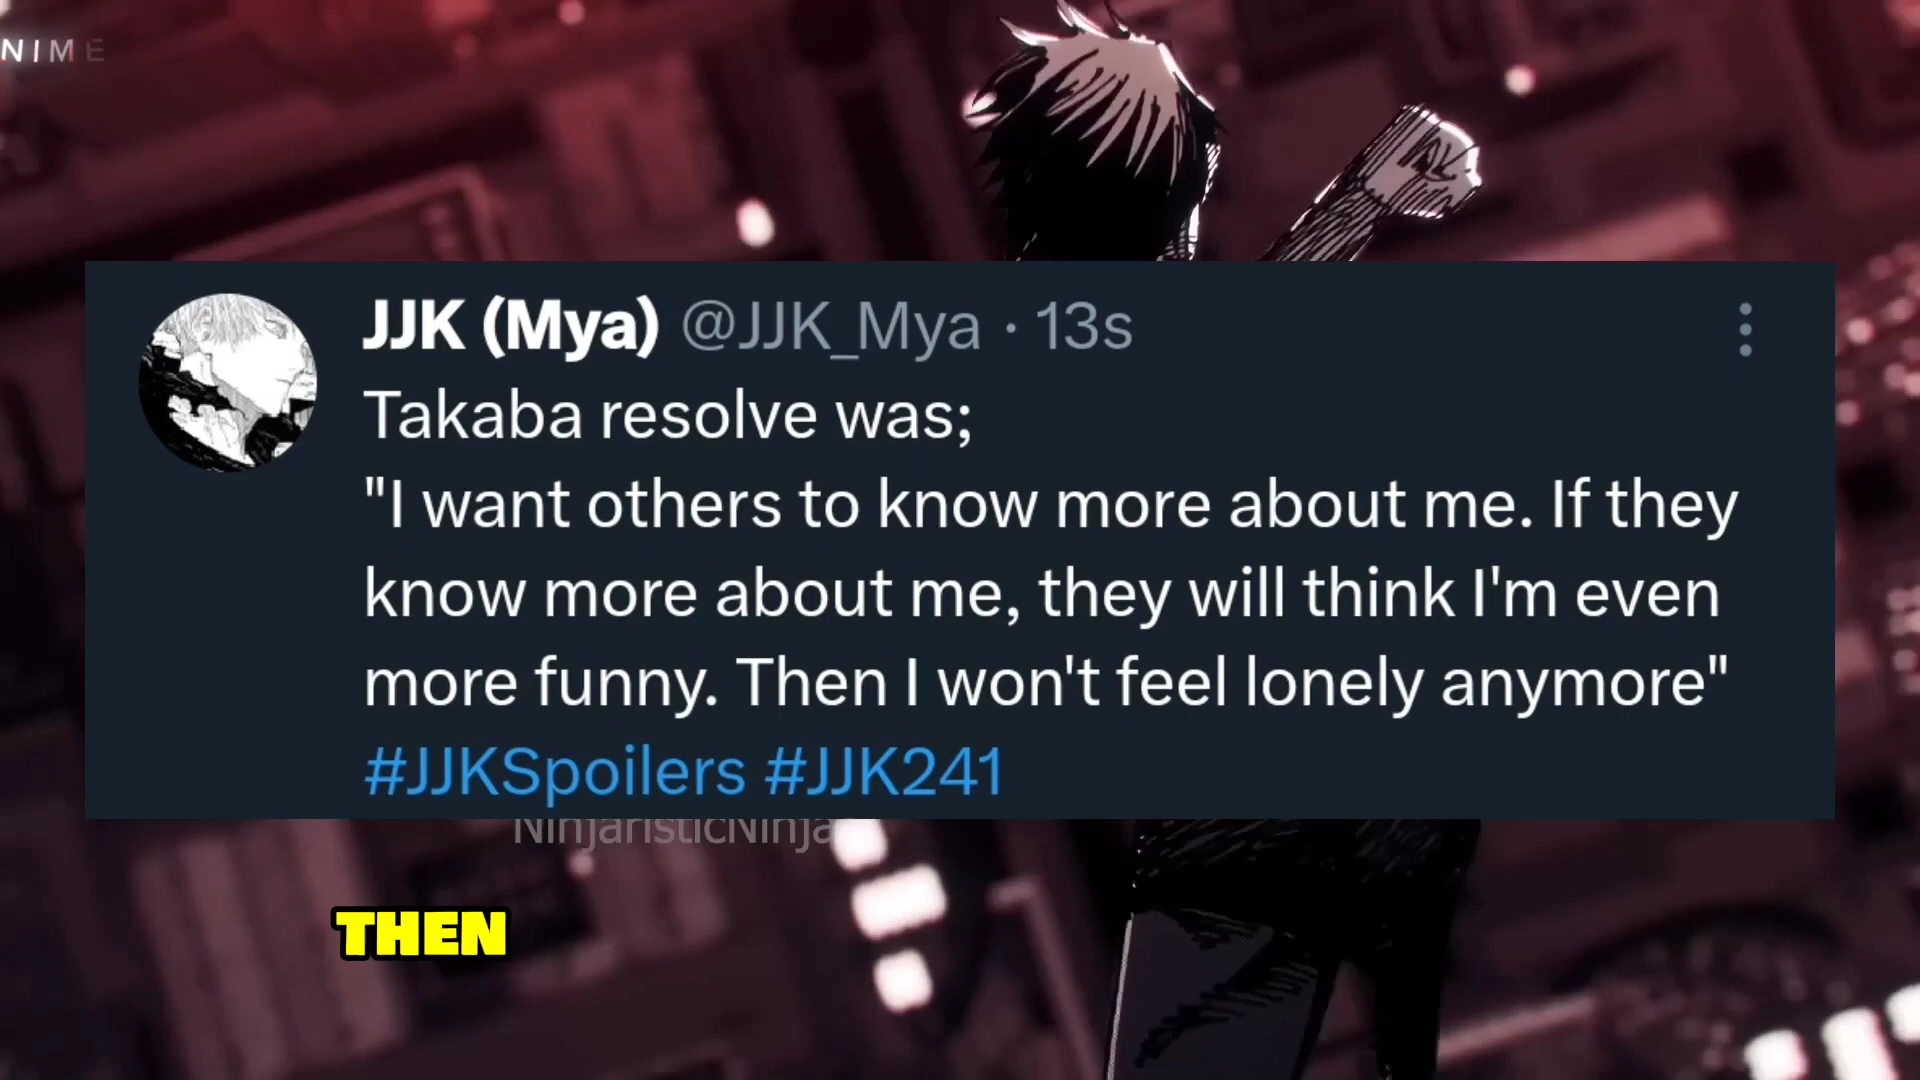 NIME
JJK (Mya) @JJK_Mya · 13s
Takaba resolve was;
"I want others to know more about me. If they
know more about me, they will think I'm even
more funny. Then I won't feel lonely anymore"
#JJKSpoilers #JJK241
NinjaristicNinja
THEN